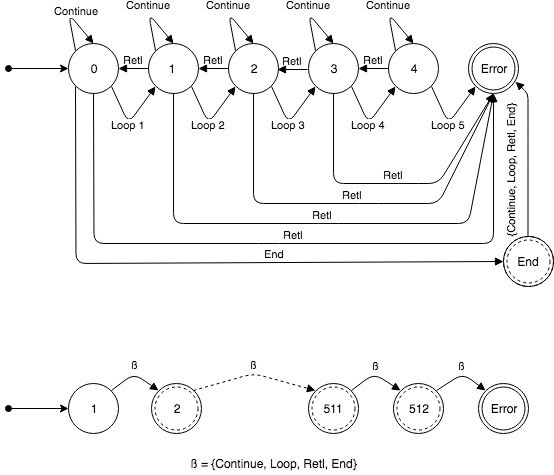 Continue Continue Continue Continue Continue
0 Retl 1 Retl 2 Retl 3 Retl 4 Error
Loop 1 Loop 2 Loop 3 Loop 4 Loop 5
{Continue, Loop, Retl, End}
Retl
Retl
Retl
Retl
End
End
ß ß ß ß
1 2 511 512 Error
ß = {Continue, Loop, Retl, End}